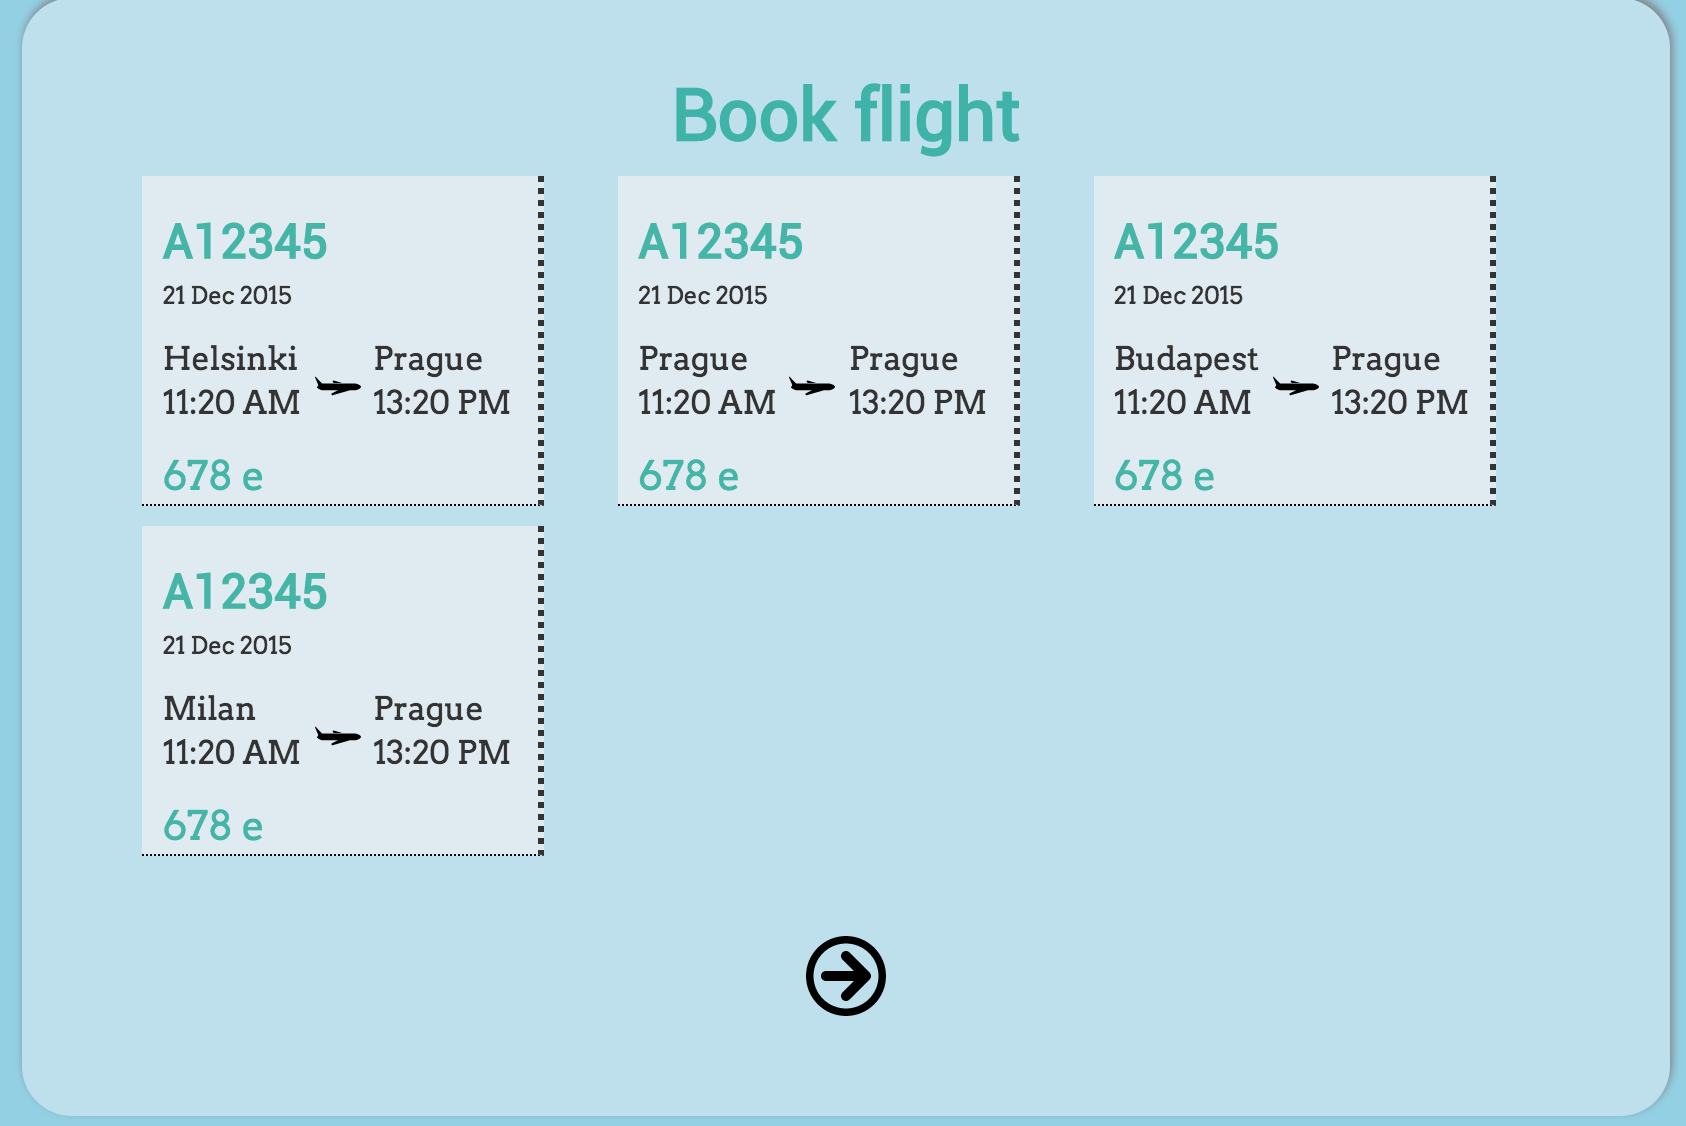 Book flight
A12345
21 Dec 2015
Helsinki Prague
11:20 AM 13:20 PM
678 e
A12345
21 Dec 2015
Prague Prague
11:20 AM 13:20 PM
678 e
A12345
21 Dec 2015
Budapest Prague
11:20 AM 13:20 PM
678 e
A12345
21 Dec 2015
Milan Prague
11:20 AM 13:20 PM
678 e